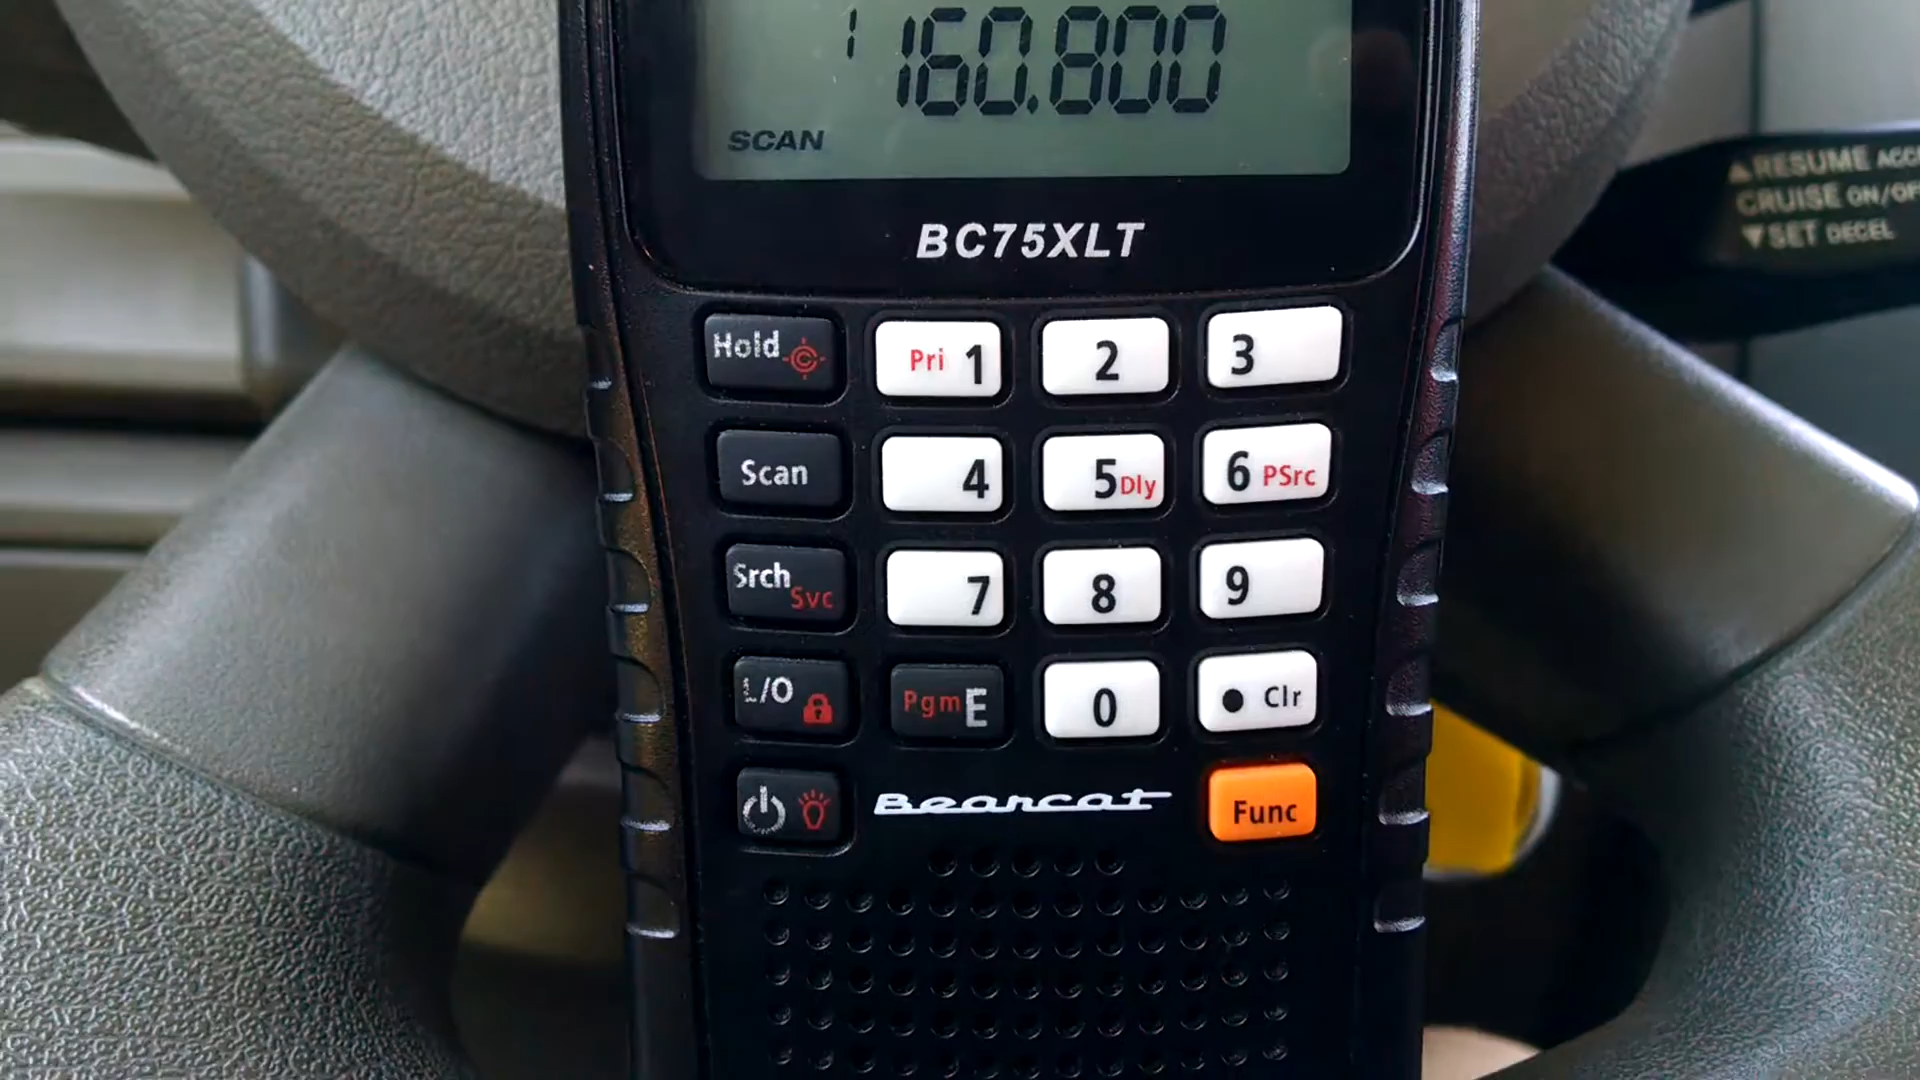 1 160.800
SCAN
BC75XLT
Hold Pri 1 2 3
Scan 4 5 Dly 6 PSrc
Srch Svc 7 8 9
L/O Pgm E 0 • Clr
Bearcat Func
▲RESUME
CRUISE ON/OF
▼SET DECEL